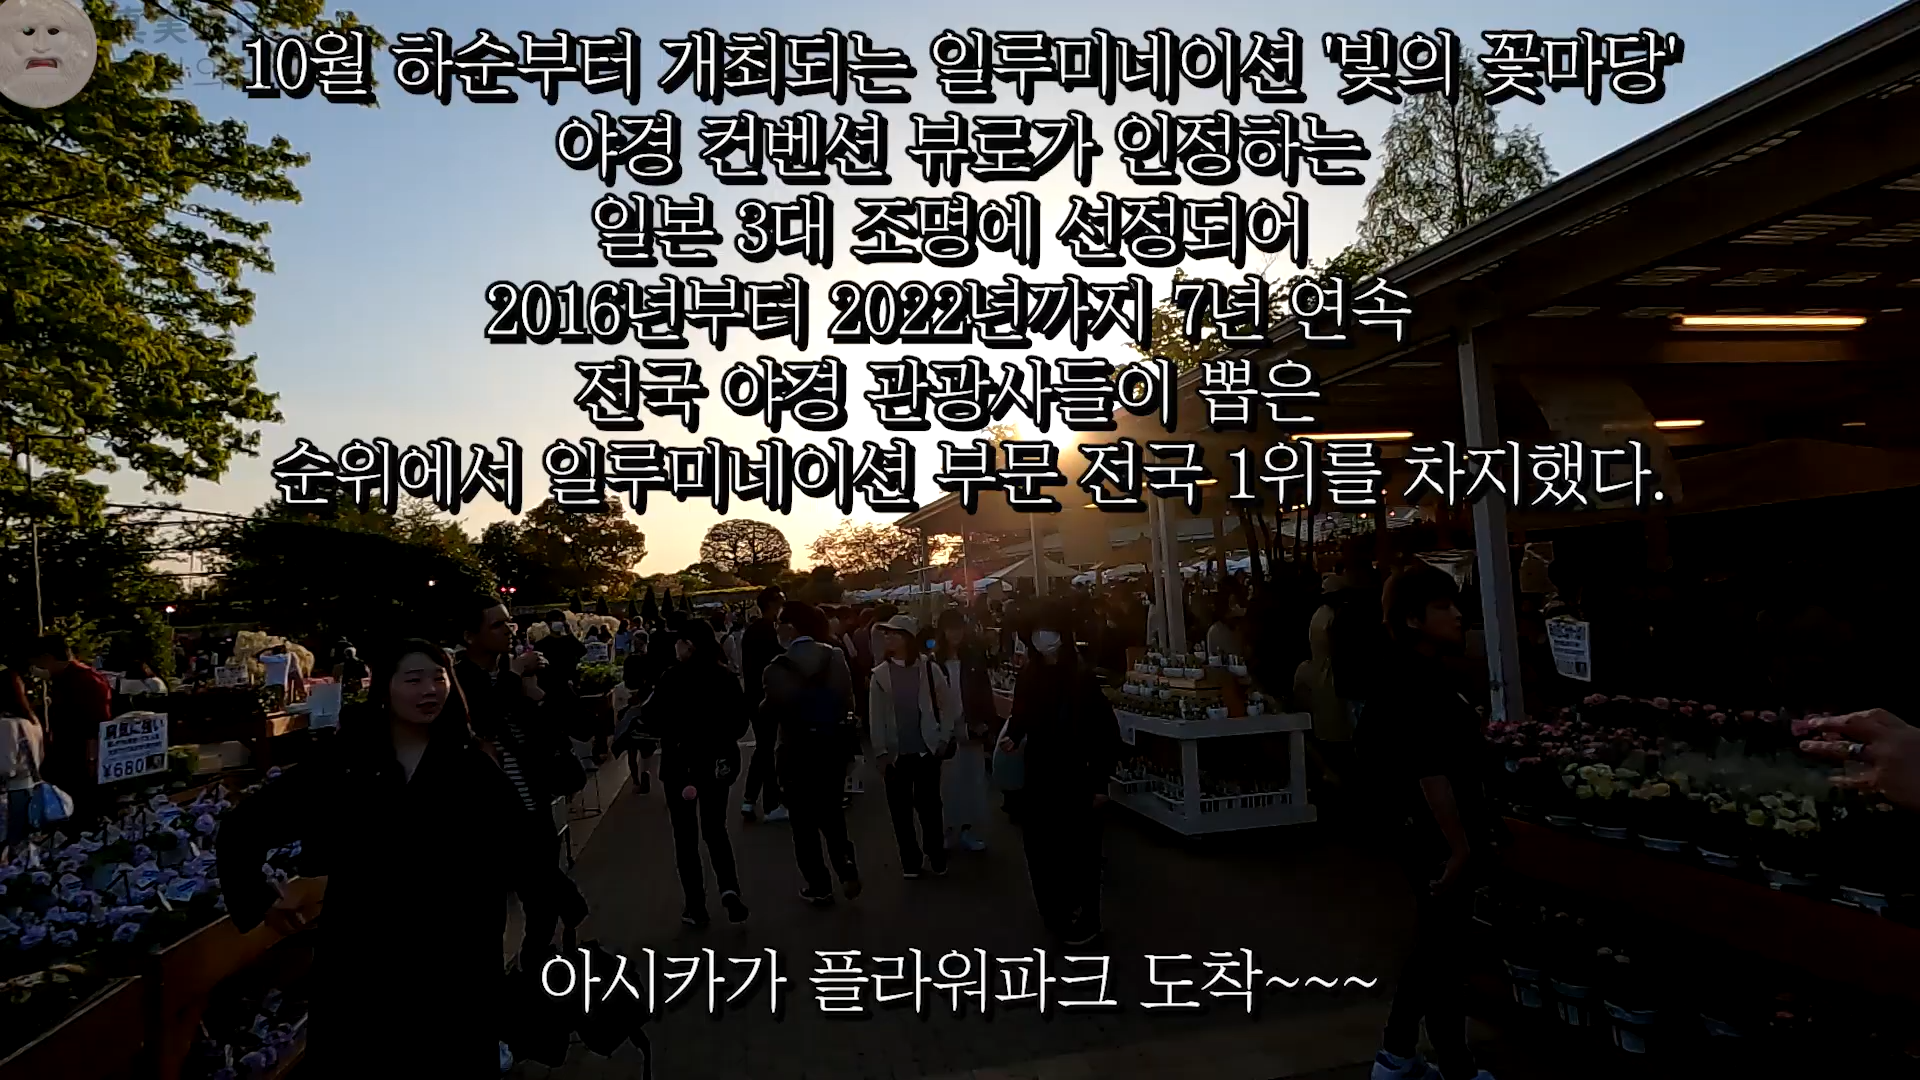 真実
10월 하순부터 개최되는 일루미네이션 '빛의 꽃마당'
야경 컨벤션 뷰로가 인정하는
일본 3대 조명에 선정되어
2016년부터 2022년까지 7년 연속
전국 야경 관광사들이 뽑은
순위에서 일루미네이션 부문 전국 1위를 차지했다.
¥680
아시카가 플라워파크 도착~~~